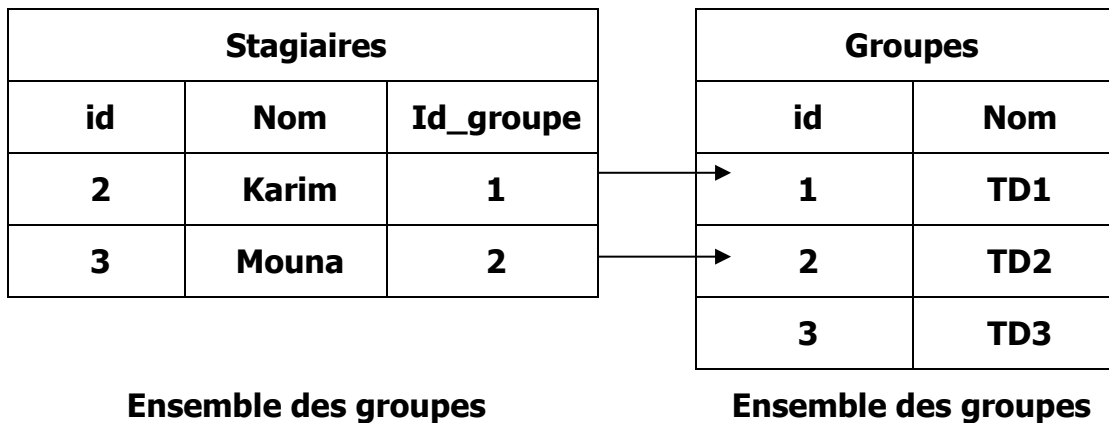 Stagiaires
id Nom Id_groupe
2 Karim 1
3 Mouna 2
Ensemble des groupes
Groupes
id Nom
1 TD1
2 TD2
3 TD3
Ensemble des groupes